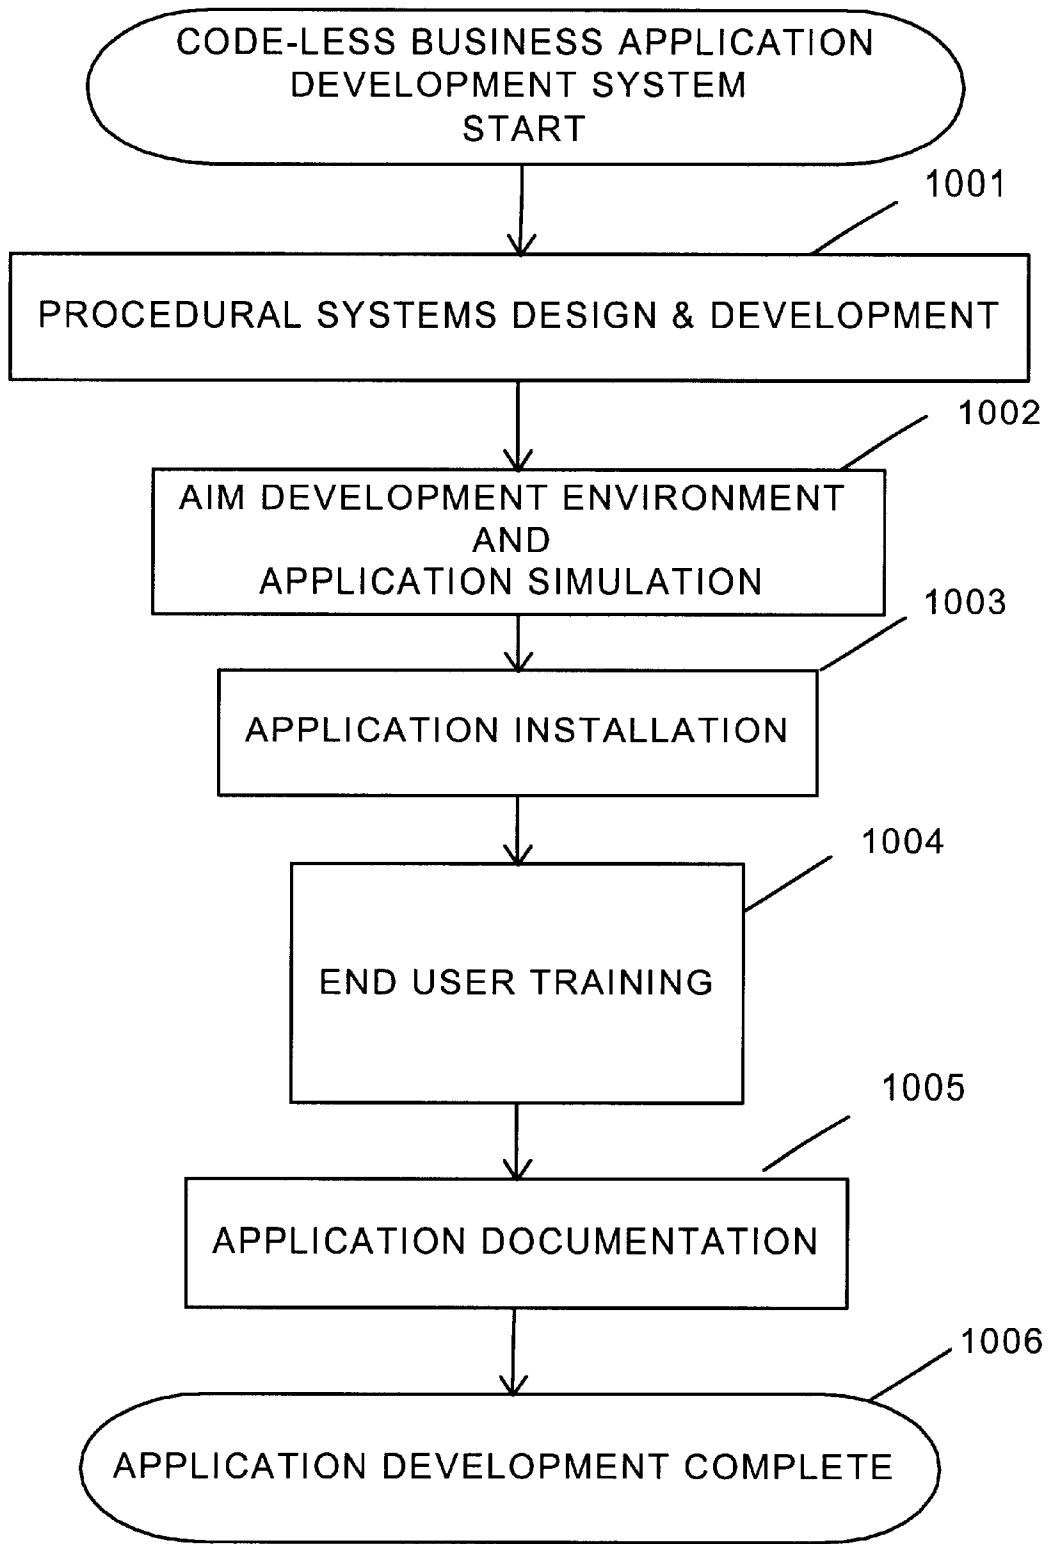 CODE-LESS BUSINESS APPLICATION
DEVELOPMENT SYSTEM
START
1001
PROCEDURAL SYSTEMS DESIGN & DEVELOPMENT
1002
AIM DEVELOPMENT ENVIRONMENT
AND
APPLICATION SIMULATION
1003
APPLICATION INSTALLATION
1004
END USER TRAINING
1005
APPLICATION DOCUMENTATION
1006
APPLICATION DEVELOPMENT COMPLETE